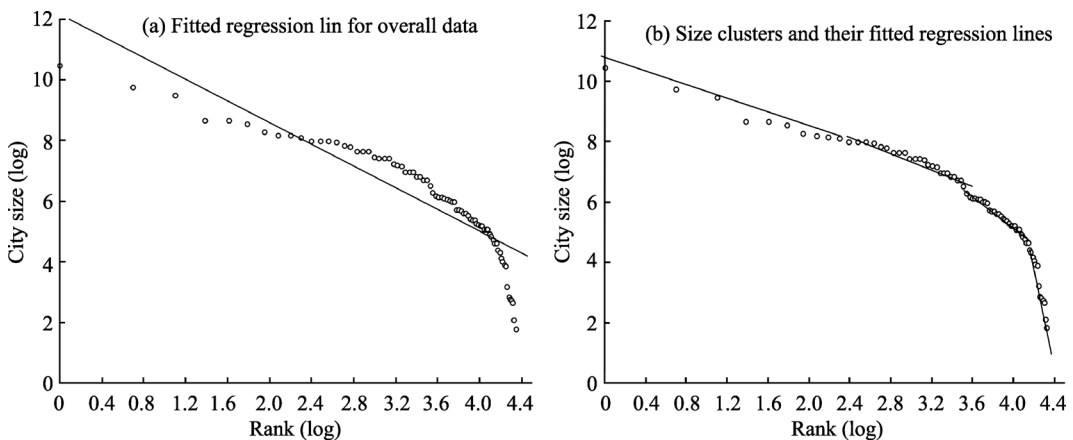 (a) Fitted regression lin for overall data
12
10
8
6
4
2
0
City size (log)
0 0.4 0.8 1.2 1.6 2.0 2.4 2.8 3.2 3.6 4.0 4.4
Rank (log)
(b) Size clusters and their fitted regression lines
12
10
8
6
4
2
0
City size (log)
0 0.4 0.8 1.2 1.6 2.0 2.4 2.8 3.2 3.6 4.0 4.4
Rank (log)